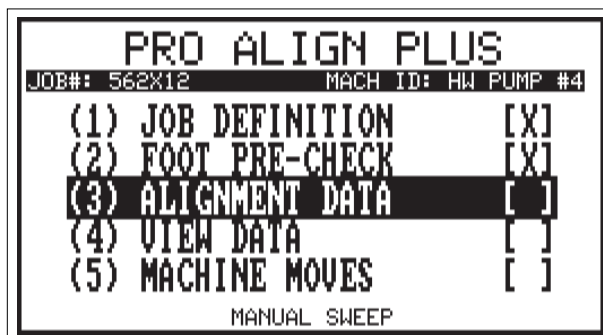 PRO ALIGN PLUS
JOB#: 562X12 MACH ID: HW PUMP #4
(1) JOB DEFINITION [X]
(2) FOOT PRE-CHECK [X]
(3) ALIGNMENT DATA [ ]
(4) VIEW DATA [ ]
(5) MACHINE MOVES [ ]
MANUAL SWEEP